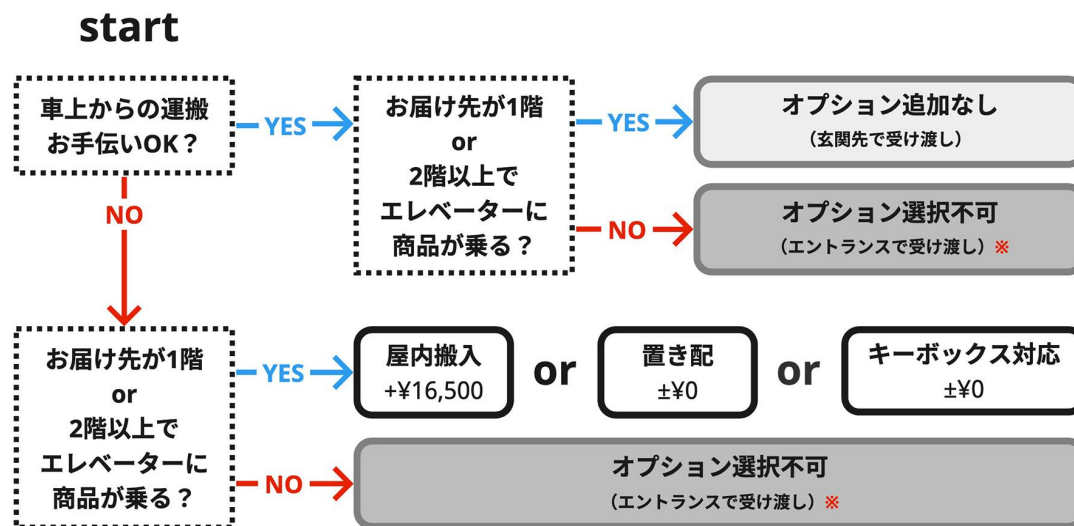 start
車上からの運搬
お手伝いOK？
YES
お届け先が1階
or
2階以上で
エレベーターに
商品が乗る？
YES
オプション追加なし
（玄関先で受け渡し）
NO
オプション選択不可
（エントランスで受け渡し）※
NO
お届け先が1階
or
2階以上で
エレベーターに
商品が乗る？
YES
屋内搬入
+¥16,500
or
置き配
±¥0
or
キーボックス対応
±¥0
NO
オプション選択不可
（エントランスで受け渡し）※